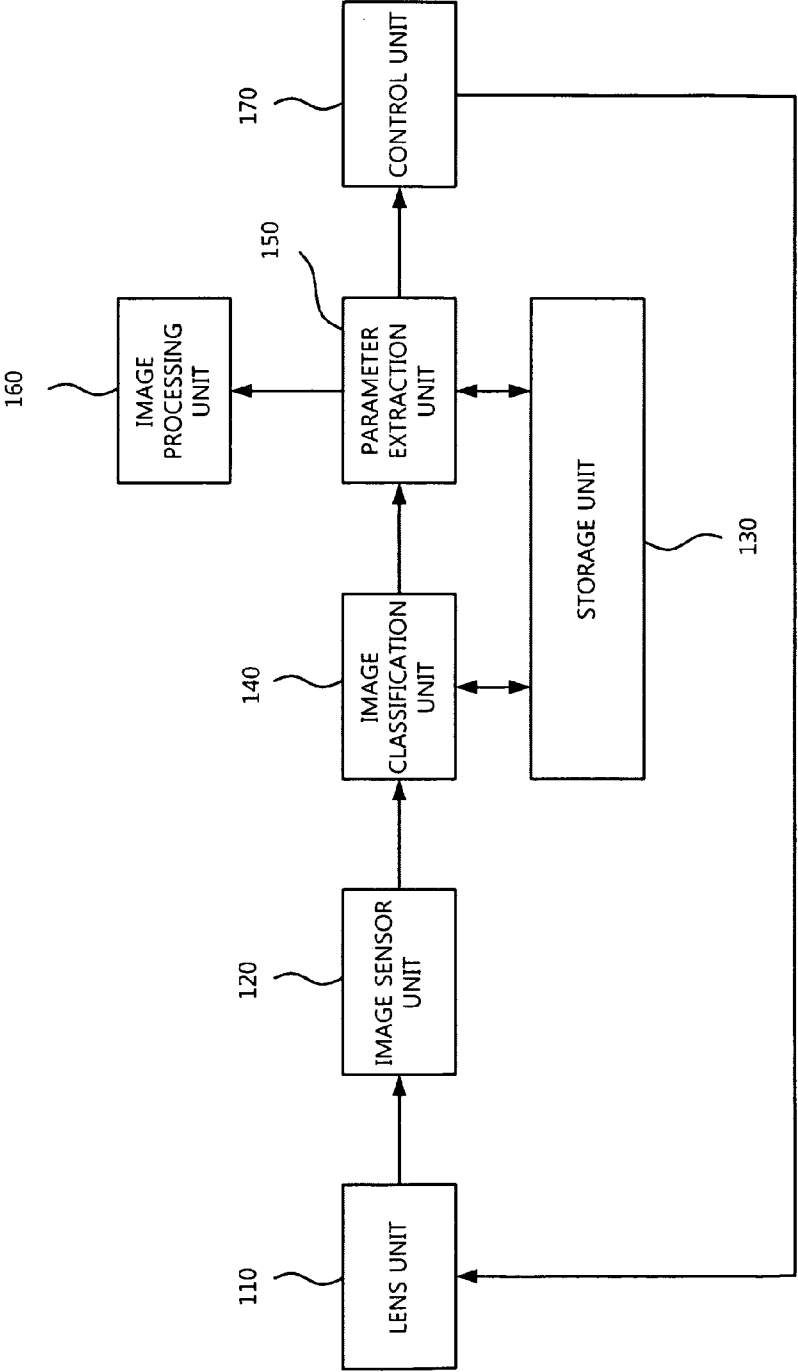 160
IMAGE
PROCESSING
UNIT
110
120
140
150
170
LENS UNIT
IMAGE SENSOR
UNIT
IMAGE
CLASSIFICATION
UNIT
PARAMETER
EXTRACTION
UNIT
CONTROL UNIT
STORAGE UNIT
130